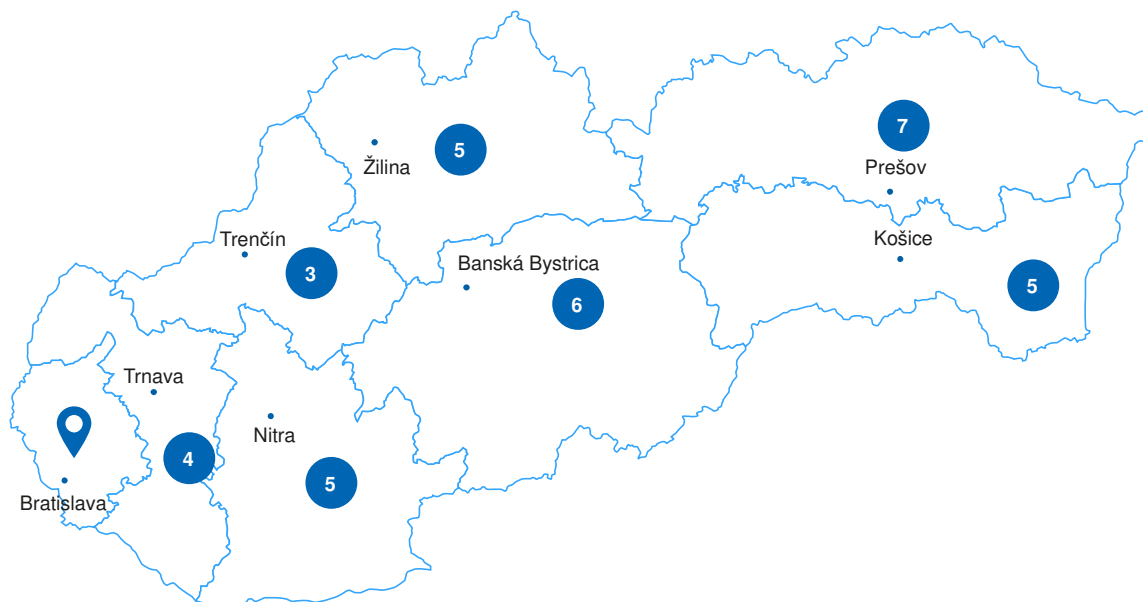 7
5
Žilina
Prešov
Trenčín
Košice
Banská Bystrica
3
5
6
Trnava
Nitra
4
5
Bratislava